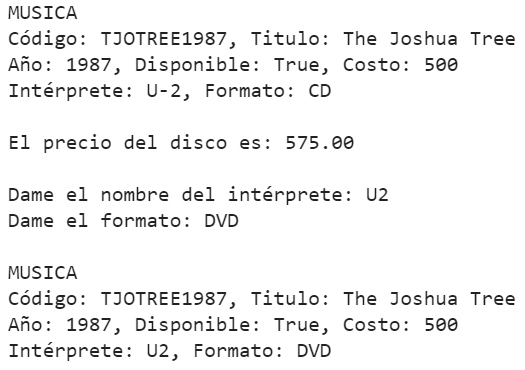 MUSICA
Código: TJOTREE1987, Titulo: The Joshua Tree
Año: 1987, Disponible: True, Costo: 500
Intérprete: U-2, Formato: CD
El precio del disco es: 575.00
Dame el nombre del intérprete: U2
Dame el formato: DVD
MUSICA
Código: TJOTREE1987, Titulo: The Joshua Tree
Año: 1987, Disponible: True, Costo: 500
Intérprete: U2, Formato: DVD